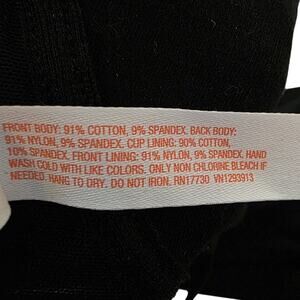 FRONT BODY: 91% COTTON, 9% SPANDEX. BACK BODY:
91% NYLON, 9% SPANDEX. CUP LINING: 90% COTTON,
10% SPANDEX. FRONT LINING: 91% NYLON, 9% SPANDEX. HAND
WASH COLD WITH LIKE COLORS. ONLY NON CHLORINE BLEACH IF
NEEDED. HANG TO DRY. DO NOT IRON. RN17730 VN1293913